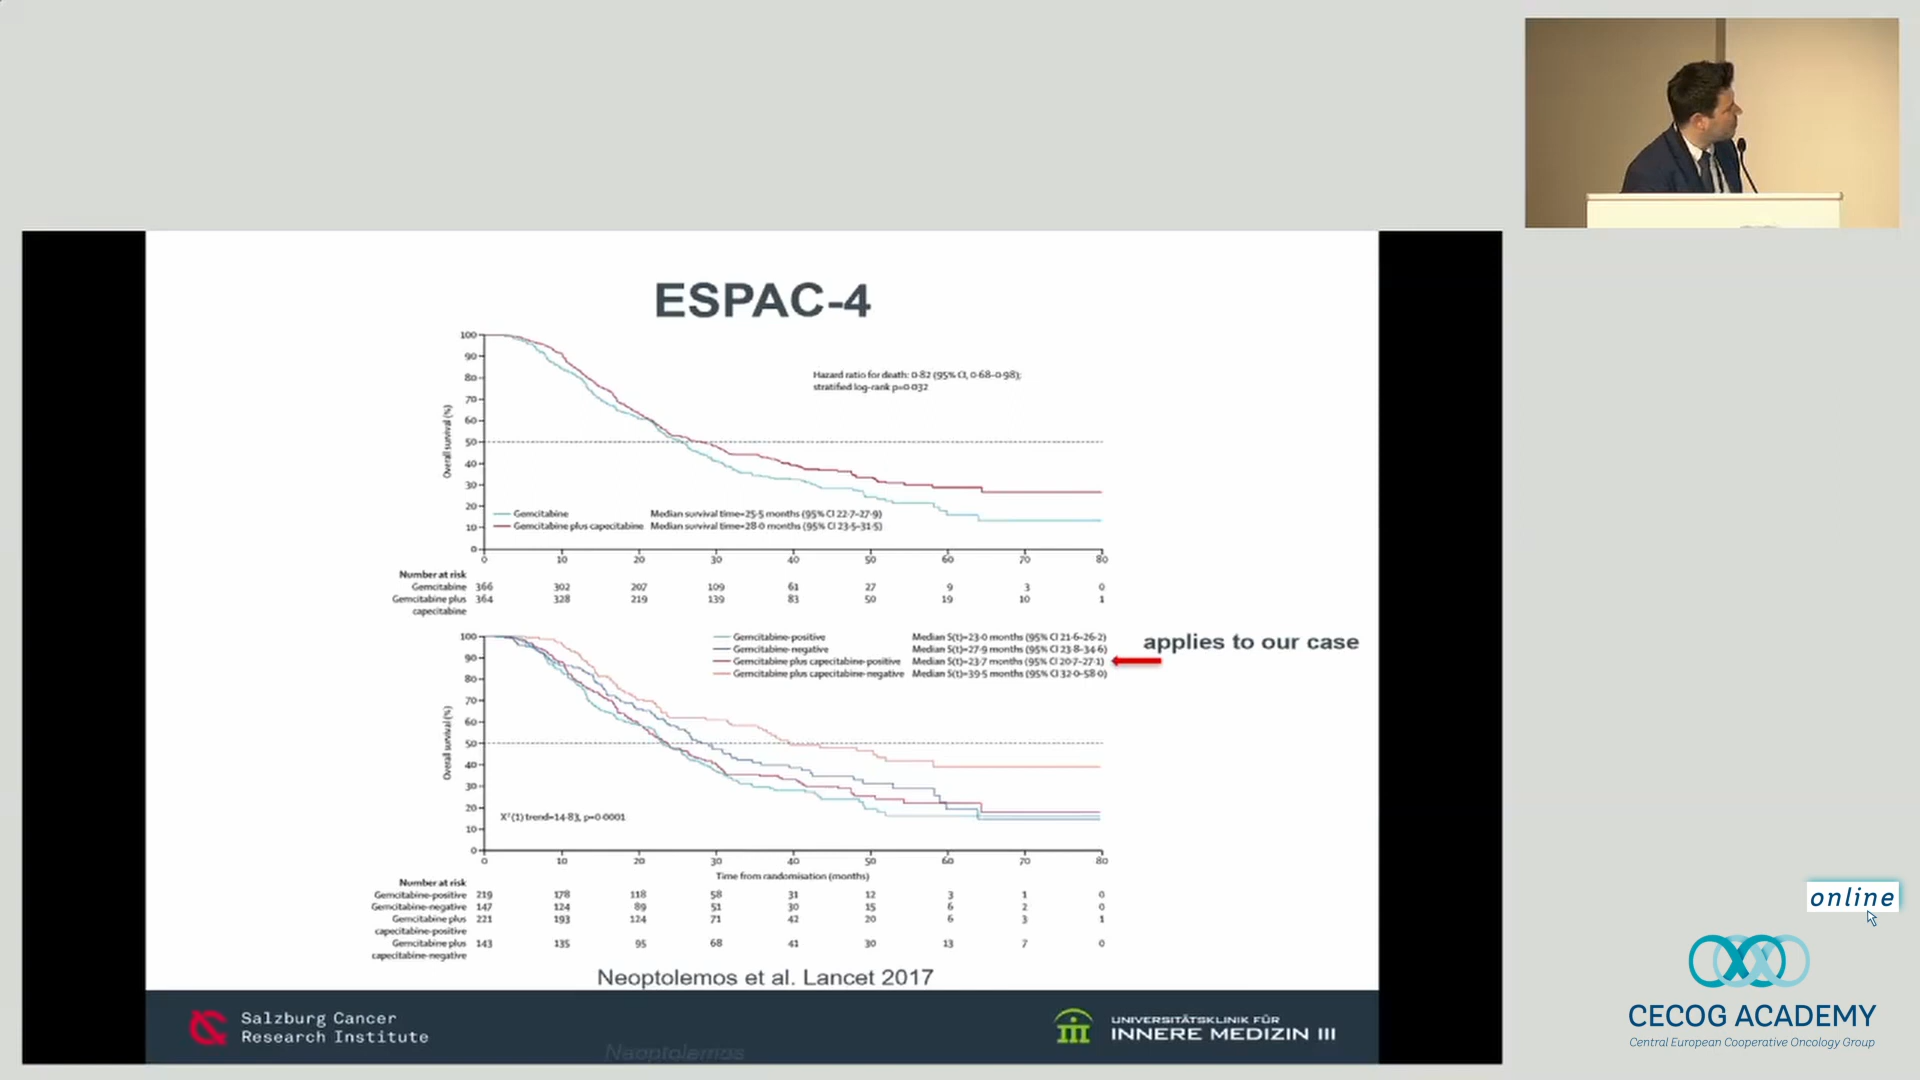 ESPAC-4
100
90
80
70
60
50
40
30
20
10
0
Overall survival (%)
Hazard ratio for death: 0·82 (95% CI, 0·68–0·98);
stratified log-rank p=0·032
Gemcitabine Median survival time=25·5 months (95% CI 22·7–27·9)
Gemcitabine plus capecitabine Median survival time=28·0 months (95% CI 23·5–31·5)
0 10 20 30 40 50 60 70 80
Number at risk
Gemcitabine 366 302 207 109 61 27 9 3 0
Gemcitabine plus 364 328 219 139 83 50 19 10 1
capecitabine
100
90
80
70
60
50
40
30
20
10
0
Overall survival (%)
Gemcitabine-positive Median S(t)=23·0 months (95% CI 21·6–26·2)
Gemcitabine-negative Median S(t)=27·9 months (95% CI 23·8–34·6)
Gemcitabine plus capecitabine-positive Median S(t)=23·7 months (95% CI 20·7–27·1)
Gemcitabine plus capecitabine-negative Median S(t)=39·5 months (95% CI 32·0–58·0)
applies to our case
X²(1) trend=14·83, p=0·0001
0 10 20 30 40 50 60 70 80
Time from randomisation (months)
Number at risk
Gemcitabine-positive 219 178 118 58 31 12 3 1 0
Gemcitabine-negative 147 124 89 51 30 15 6 2 0
Gemcitabine plus 221 193 124 71 42 20 6 3 1
capecitabine-positive
Gemcitabine plus 143 135 95 68 41 30 13 7 0
capecitabine-negative
Neoptolemos et al. Lancet 2017
Salzburg Cancer
Research Institute
Neoptolemos
UNIVERSITÄTSKLINIK FÜR
INNERE MEDIZIN III
online
CECOG ACADEMY
Central European Cooperative Oncology Group